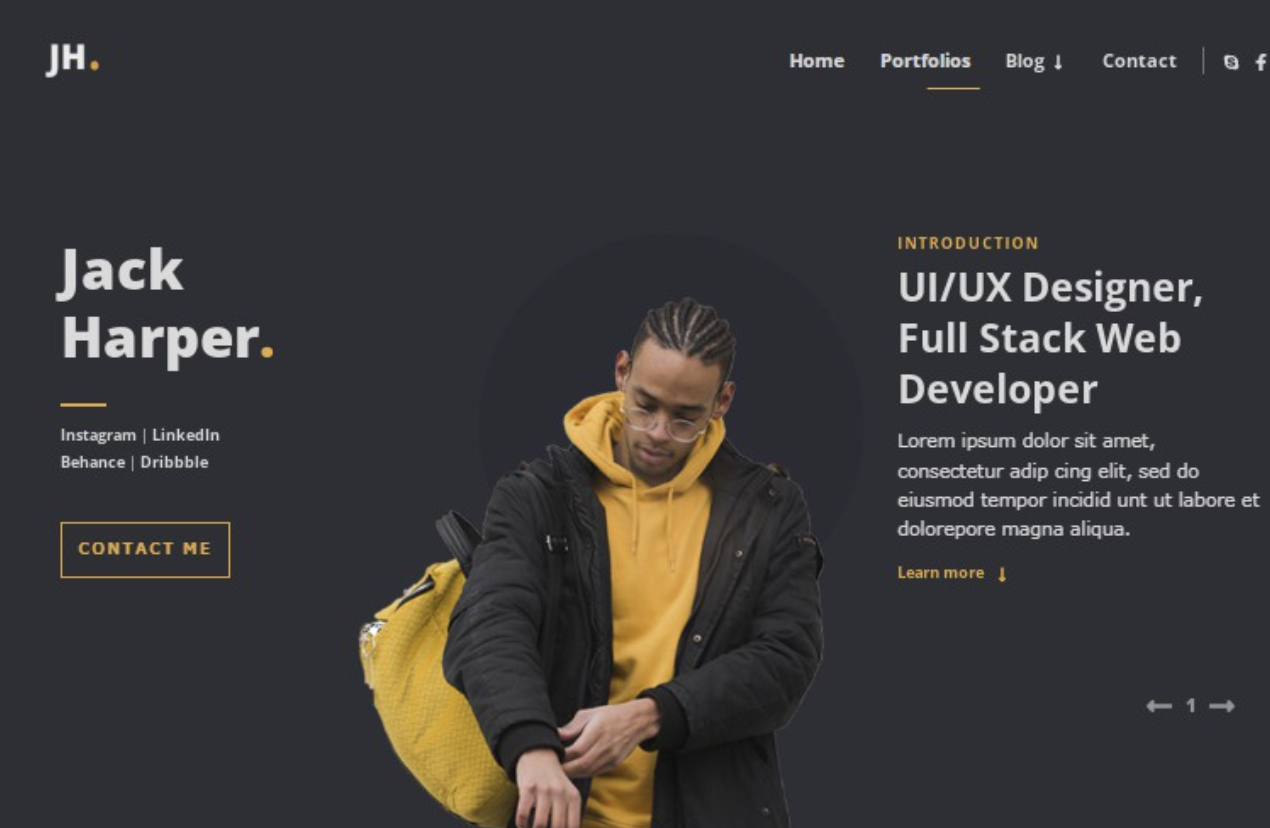 JH.
Home Portfolios Blog Contact
Jack
Harper.
Instagram | LinkedIn
Behance | Dribbble
CONTACT ME
INTRODUCTION
UI/UX Designer,
Full Stack Web
Developer
Lorem ipsum dolor sit amet,
consectetur adip cing elit, sed do
eiusmod tempor incidid unt ut labore et
dolorepore magna aliqua.
Learn more
1